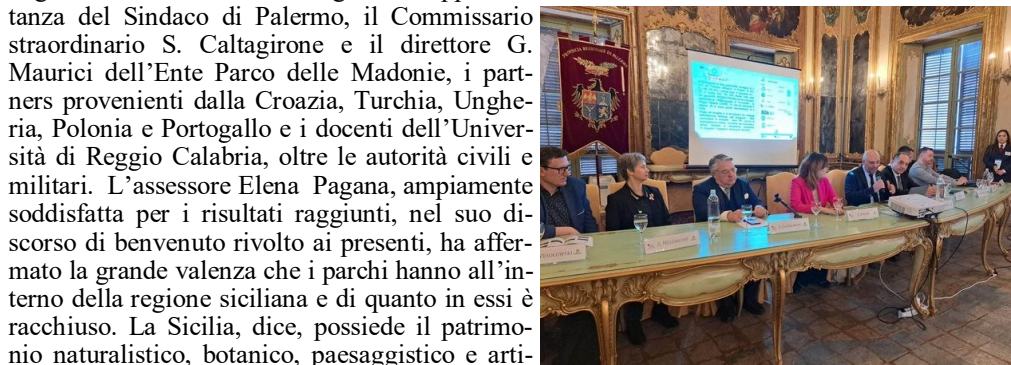 tanza del Sindaco di Palermo, il Commissario
straordinario S. Caltagirone e il direttore G.
Maurici dell’Ente Parco delle Madonie, i part-
ners provenienti dalla Croazia, Turchia, Unghe-
ria, Polonia e Portogallo e i docenti dell’Univer-
sità di Reggio Calabria, oltre le autorità civili e
militari. L’assessore Elena Pagana, ampiamente
soddisfatta per i risultati raggiunti, nel suo di-
scorso di benvenuto rivolto ai presenti, ha affer-
mato la grande valenza che i parchi hanno all’in-
terno della regione siciliana e di quanto in essi è
racchiuso. La Sicilia, dice, possiede il patrimo-
nio naturalistico, botanico, paesaggistico e arti-